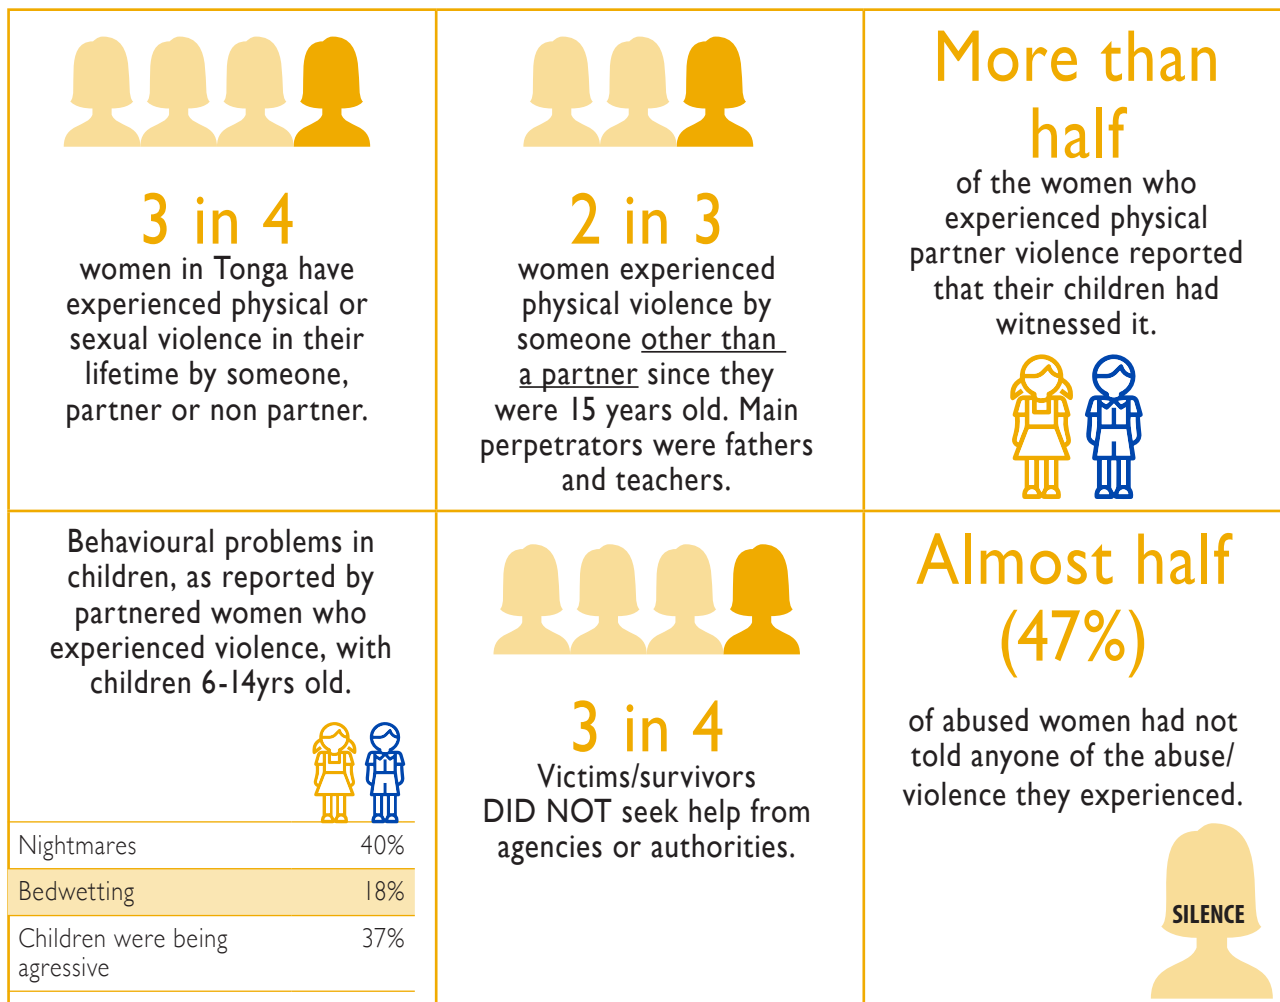 3 in 4
women in Tonga have
experienced physical or
sexual violence in their
lifetime by someone,
partner or non partner.
2 in 3
women experienced
physical violence by
someone other than
a partner since they
were 15 years old. Main
perpetrators were fathers
and teachers.
More than
half
of the women who
experienced physical
partner violence reported
that their children had
witnessed it.
Behavioural problems in
children, as reported by
partnered women who
experienced violence, with
children 6-14yrs old.
Nightmares 40%
Bedwetting 18%
Children were being 37%
agressive
3 in 4
Victims/survivors
DID NOT seek help from
agencies or authorities.
Almost half
(47%)
of abused women had not
told anyone of the abuse/
violence they experienced.
SILENCE